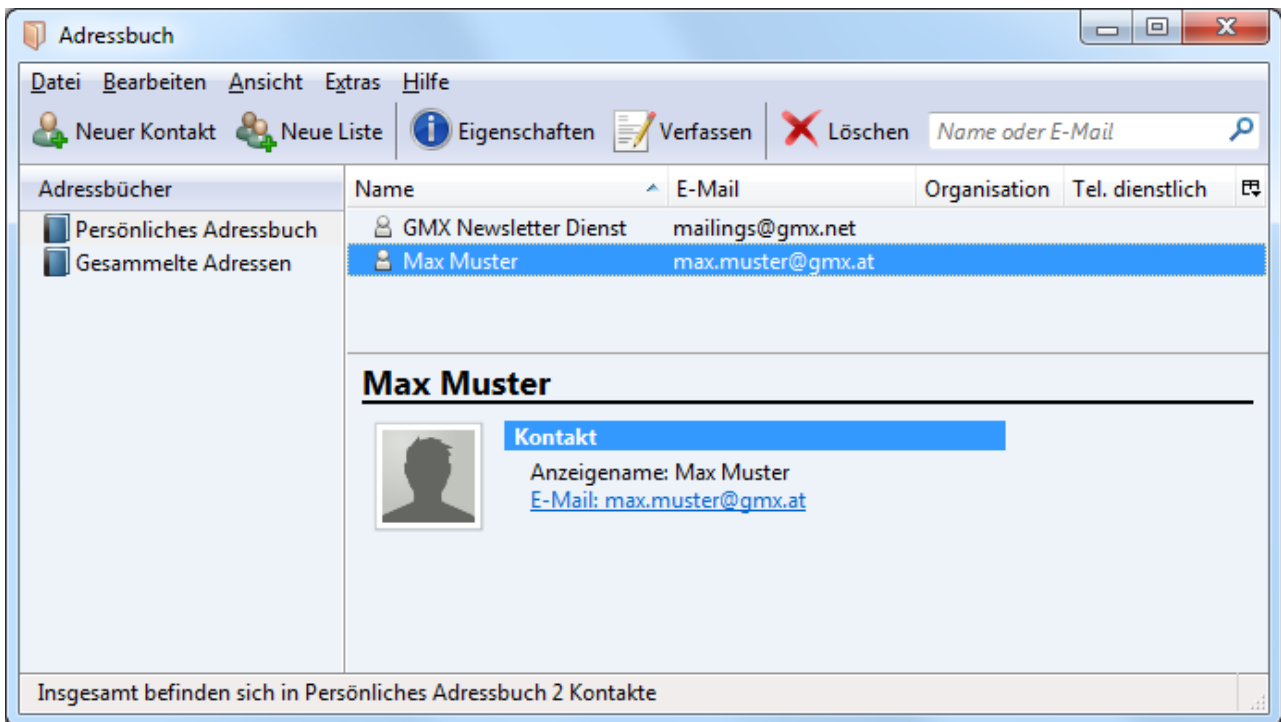 Adressbuch
Datei Bearbeiten Ansicht Extras Hilfe
Neuer Kontakt Neue Liste Eigenschaften Verfassen Löschen Name oder E-Mail
Adressbücher
Persönliches Adressbuch
Gesammelte Adressen
Name E-Mail Organisation Tel. dienstlich
GMX Newsletter Dienst mailings@gmx.net
Max Muster max.muster@gmx.at
Max Muster
Kontakt
Anzeigename: Max Muster
E-Mail: max.muster@gmx.at
Insgesamt befinden sich in Persönliches Adressbuch 2 Kontakte